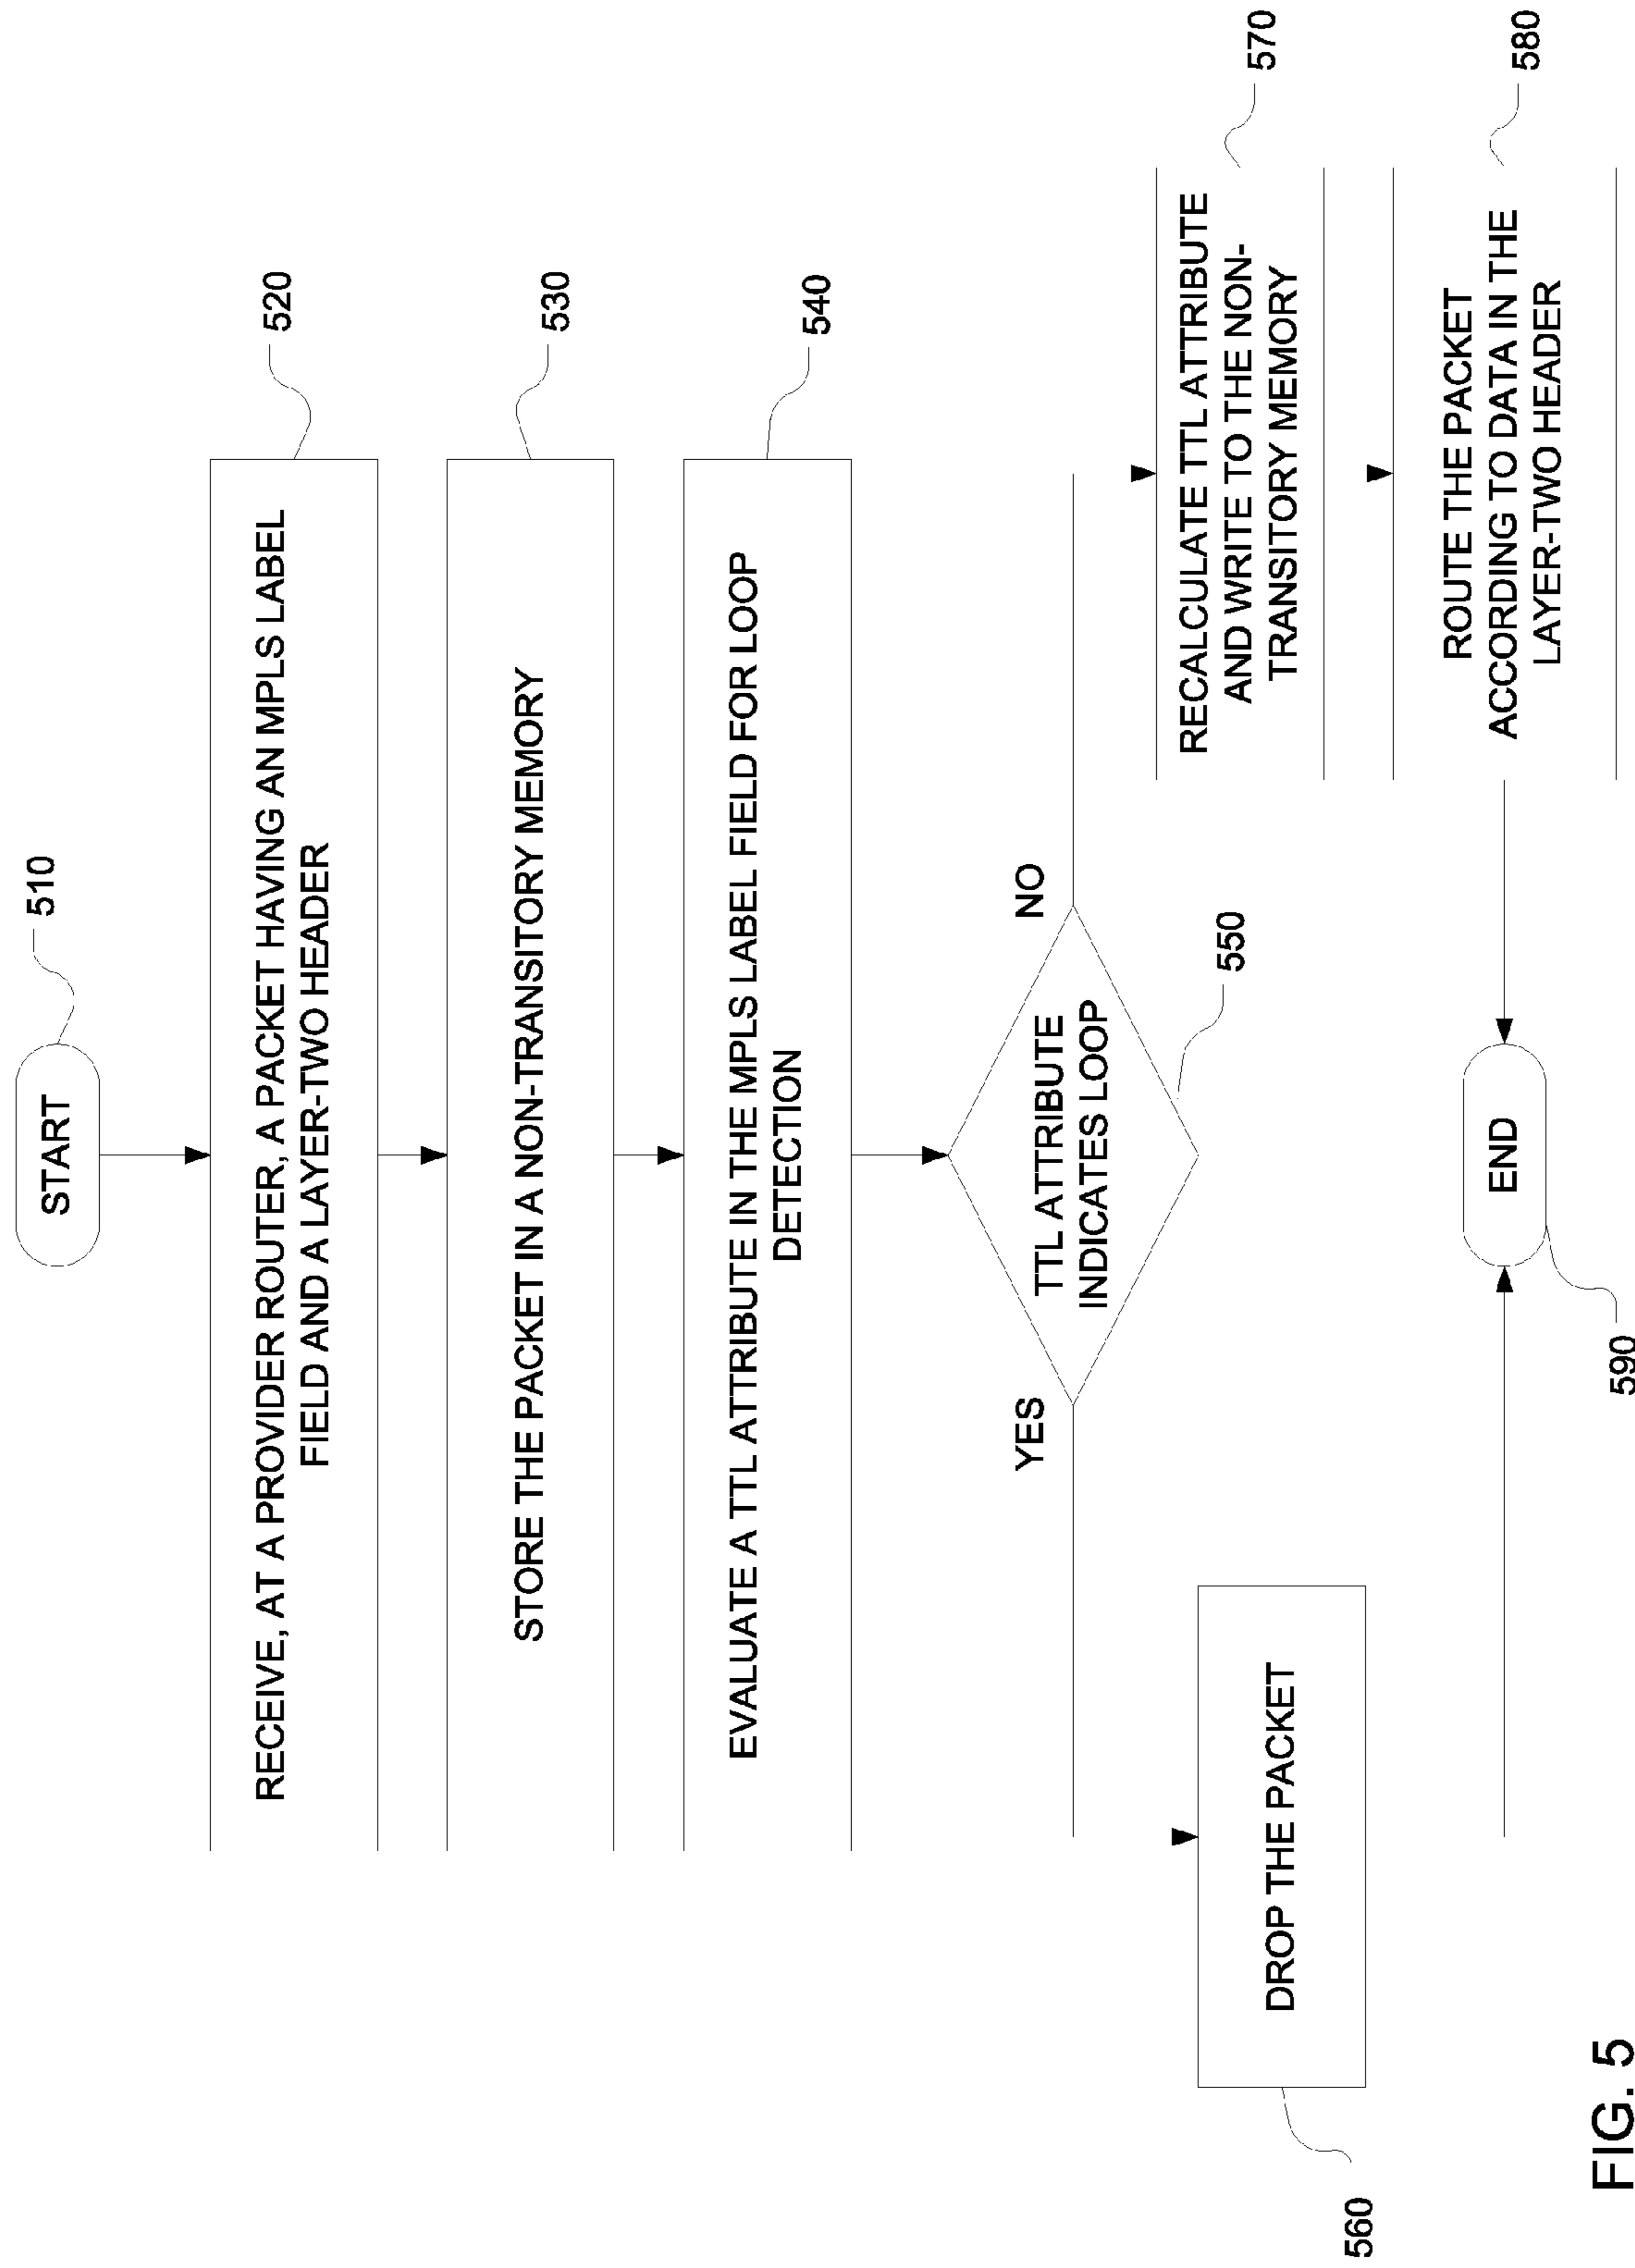 START
510
RECEIVE, AT A PROVIDER ROUTER, A PACKET HAVING AN MPLS LABEL
FIELD AND A LAYER-TWO HEADER
520
STORE THE PACKET IN A NON-TRANSITORY MEMORY
530
EVALUATE A TTL ATTRIBUTE IN THE MPLS LABEL FIELD FOR LOOP
DETECTION
540
YES
TTL ATTRIBUTE
INDICATES LOOP
NO
550
DROP THE PACKET
560
RECALCULATE TTL ATTRIBUTE
AND WRITE TO THE NON-
TRANSITORY MEMORY
570
ROUTE THE PACKET
ACCORDING TO DATA IN THE
LAYER-TWO HEADER
580
END
590
FIG. 5